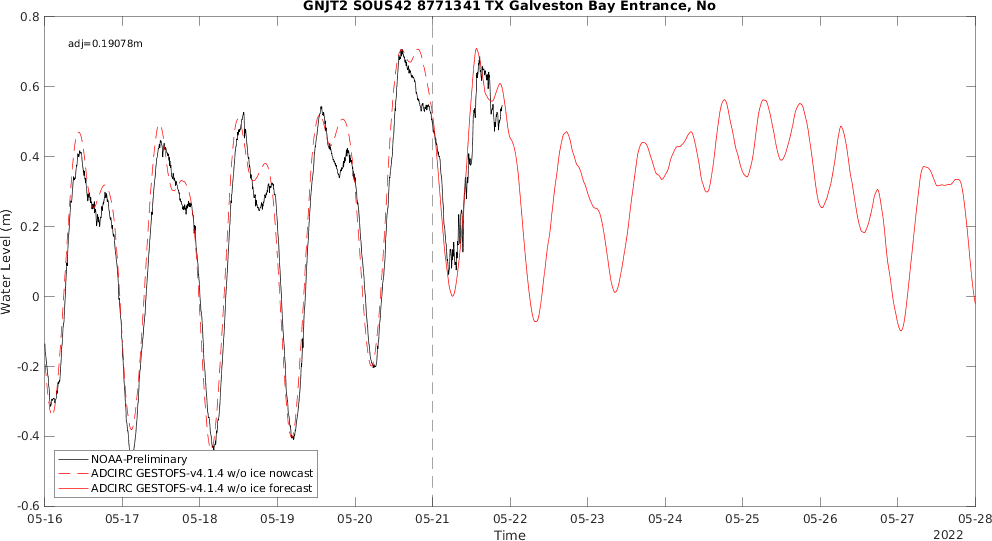 GNJT2 SOUS42 8771341 TX Galveston Bay Entrance, No
adj=0.19078m
0.8
0.6
0.4
0.2
0
-0.2
-0.4
-0.6
Water Level (m)
NOAA-Preliminary
ADCIRC GESTOFS-v4.1.4 w/o ice nowcast
ADCIRC GESTOFS-v4.1.4 w/o ice forecast
05-16 05-17 05-18 05-19 05-20 05-21 05-22 05-23 05-24 05-25 05-26 05-27 05-28
Time
2022